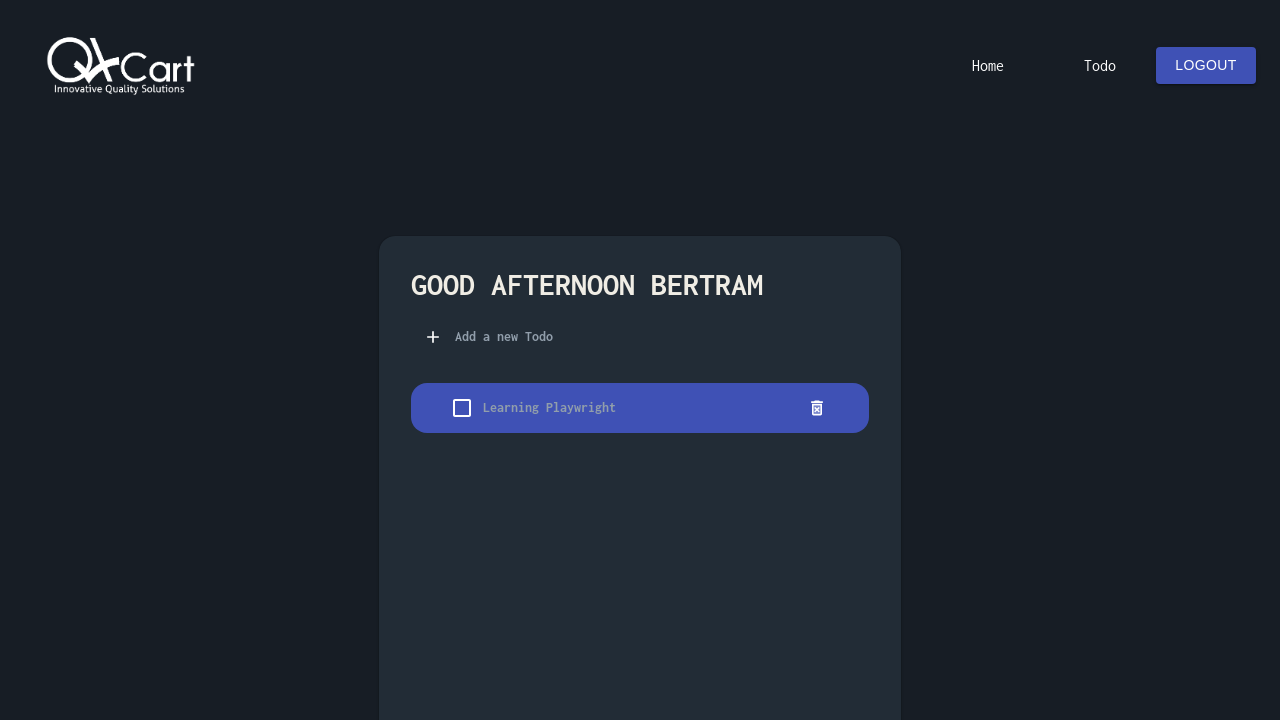 QACart
Innovative Quality Solutions
Home
Todo
LOGOUT
GOOD AFTERNOON BERTRAM
Add a new Todo
Learning Playwright